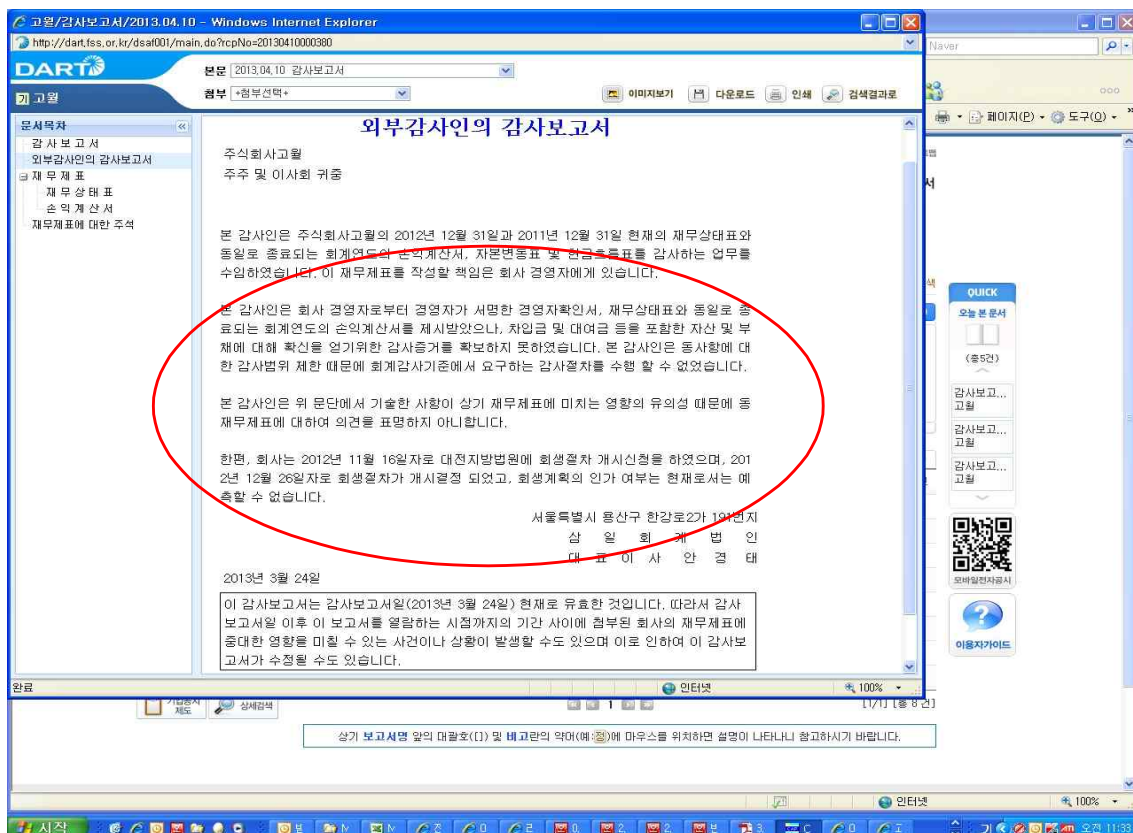 고월/감사보고서/2013.04.10 - Windows Internet Explorer
http://dart.fss.or.kr/dsaf001/main.do?rcpNo=20130410000380
Naver
DART
본문 2013.04.10 감사보고서
기 고월
첨부 +첨부선택+
이미지보기 다운로드 인쇄 검색결과로
페이지(P) 도구(O)
문서목차
감 사 보 고 서
외부감사인의 감사보고서
재 무 제 표
재 무 상 태 표
손 익 계 산 서
재무제표에 대한 주석
외부감사인의 감사보고서
주식회사고월
주주 및 이사회 귀중
본 감사인은 주식회사고월의 2012년 12월 31일과 2011년 12월 31일 현재의 재무상태표와
동일로 종료되는 회계연도의 손익계산서, 자본변동표 및 현금흐름표를 감사하는 업무를
수임하였습니다. 이 재무제표를 작성할 책임은 회사 경영자에게 있습니다.
본 감사인은 회사 경영자로부터 경영자가 서명한 경영자확인서, 재무상태표와 동일로 종
료되는 회계연도의 손익계산서를 제시받았으나, 차입금 및 대여금 등을 포함한 자산 및 부
채에 대해 확신을 얻기위한 감사증거를 확보하지 못하였습니다. 본 감사인은 동사항에 대
한 감사범위 제한 때문에 회계감사기준에서 요구하는 감사절차를 수행 할 수 없었습니다.
본 감사인은 위 문단에서 기술한 사항이 상기 재무제표에 미치는 영향의 유의성 때문에 동
재무제표에 대하여 의견을 표명하지 아니합니다.
한편, 회사는 2012년 11월 16일자로 대전지방법원에 회생절차 개시신청을 하였으며, 201
2년 12월 26일자로 회생절차가 개시결정 되었고, 회생계획의 인가 여부는 현재로서는 예
측할 수 없습니다.
서울특별시 용산구 한강로2가 191번지
삼 일 회 계 법 인
대 표 이 사 안 경 태
2013년 3월 24일
이 감사보고서는 감사보고서일(2013년 3월 24일) 현재로 유효한 것입니다. 따라서 감사
보고서일 이후 이 보고서를 열람하는 시점까지의 기간 사이에 첨부된 회사의 재무제표에
중대한 영향을 미칠 수 있는 사건이나 상황이 발생할 수도 있으며 이로 인하여 이 감사보
고서가 수정될 수도 있습니다.
QUICK
오늘 본 문서
(총5건)
감사보고...
고월
감사보고...
고월
감사보고...
고월
모바일전자공시
이용자가이드
완료
인터넷
100%
제도
상세검색
1
[1/1] [총 8건]
상기 보고서명 앞의 대괄호([]) 및 비고란의 약어(예:정)에 마우스를 위치하면 설명이 나타나니 참고하시기 바랍니다.
인터넷
100%
시작
오전 11:33